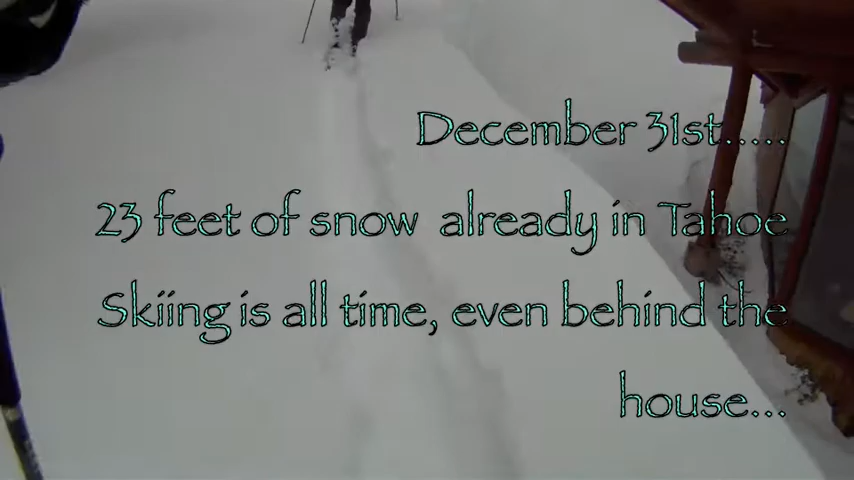 December 31st.....
23 feet of snow already in Tahoe
Skiing is all time, even behind the
house...